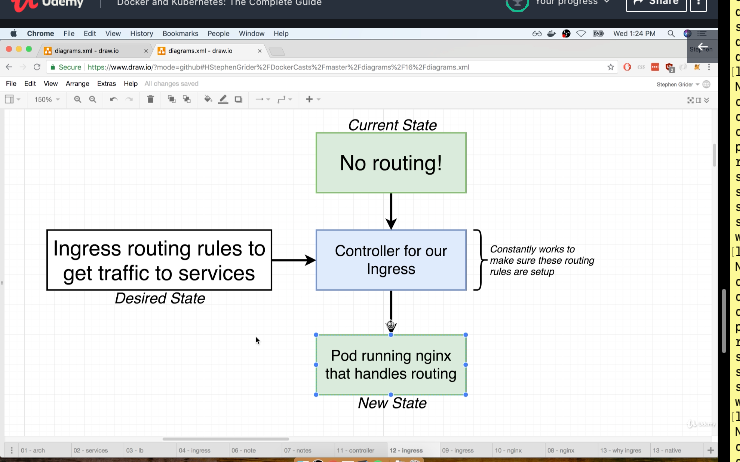 Udemy
Docker and Kubernetes: The Complete Guide
Your progress
Share
Chrome File Edit View History Bookmarks People Window Help
Wed 1:24 PM
diagrams.xml - draw.io
diagrams.xml - draw.io
Secure https://www.draw.io/?mode=github#HStephenGrider%2FDockerCasts%2Fmaster%2Fdiagrams%2F16%2Fdiagrams.xml
File Edit View Arrange Extras Help All changes saved
Stephen Grider
150%
Current State
No routing!
Ingress routing rules to
get traffic to services
Desired State
Controller for our
Ingress
Constantly works to
make sure these routing
rules are setup
Pod running nginx
that handles routing
New State
Udemy
01 - arch 02 - services 03 - lb 04 - ingress 06 - note 07 - notes 11 - controller 12 - ingress 09 - ingress 10 - nginx 08 - nginx 13 - why ingres 13 - native